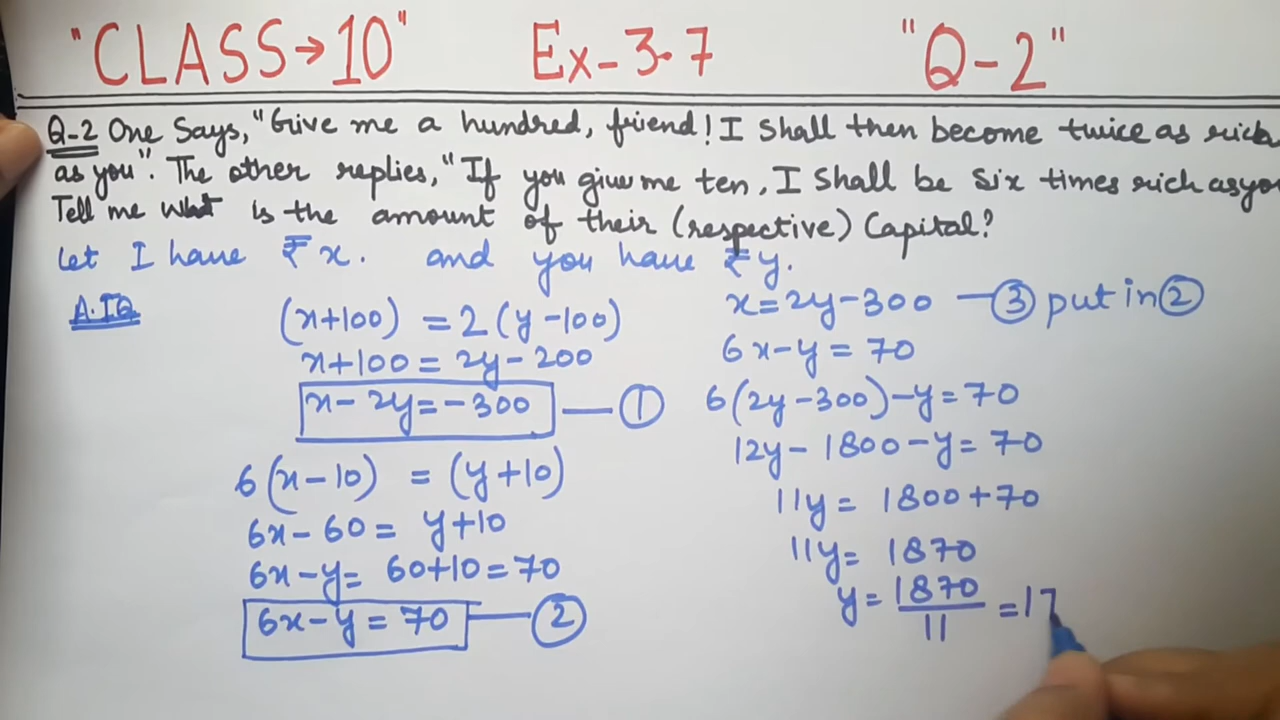 "CLASS→10" Ex-3.7 "Q-2"
Q-2 One Says, "Give me a hundred, friend! I Shall then become twice as rich
as you". The other replies, "If you give me ten, I Shall be Six times rich as you
Tell me what is the amount of their (respective) Capital?
Let I have ₹ x. and you have ₹ y.
A.T.Q
(x+100) = 2(y-100)
x+100 = 2y-200
x-2y=-300 — ①
6(x-10) = (y+10)
6x-60 = y+10
6x-y= 60+10=70
6x-y=70 — ②
x=2y-300 — ③ put in ②
6x-y=70
6(2y-300)-y=70
12y-1800-y=70
11y= 1800+70
11y= 1870
y= 1870/11 =17